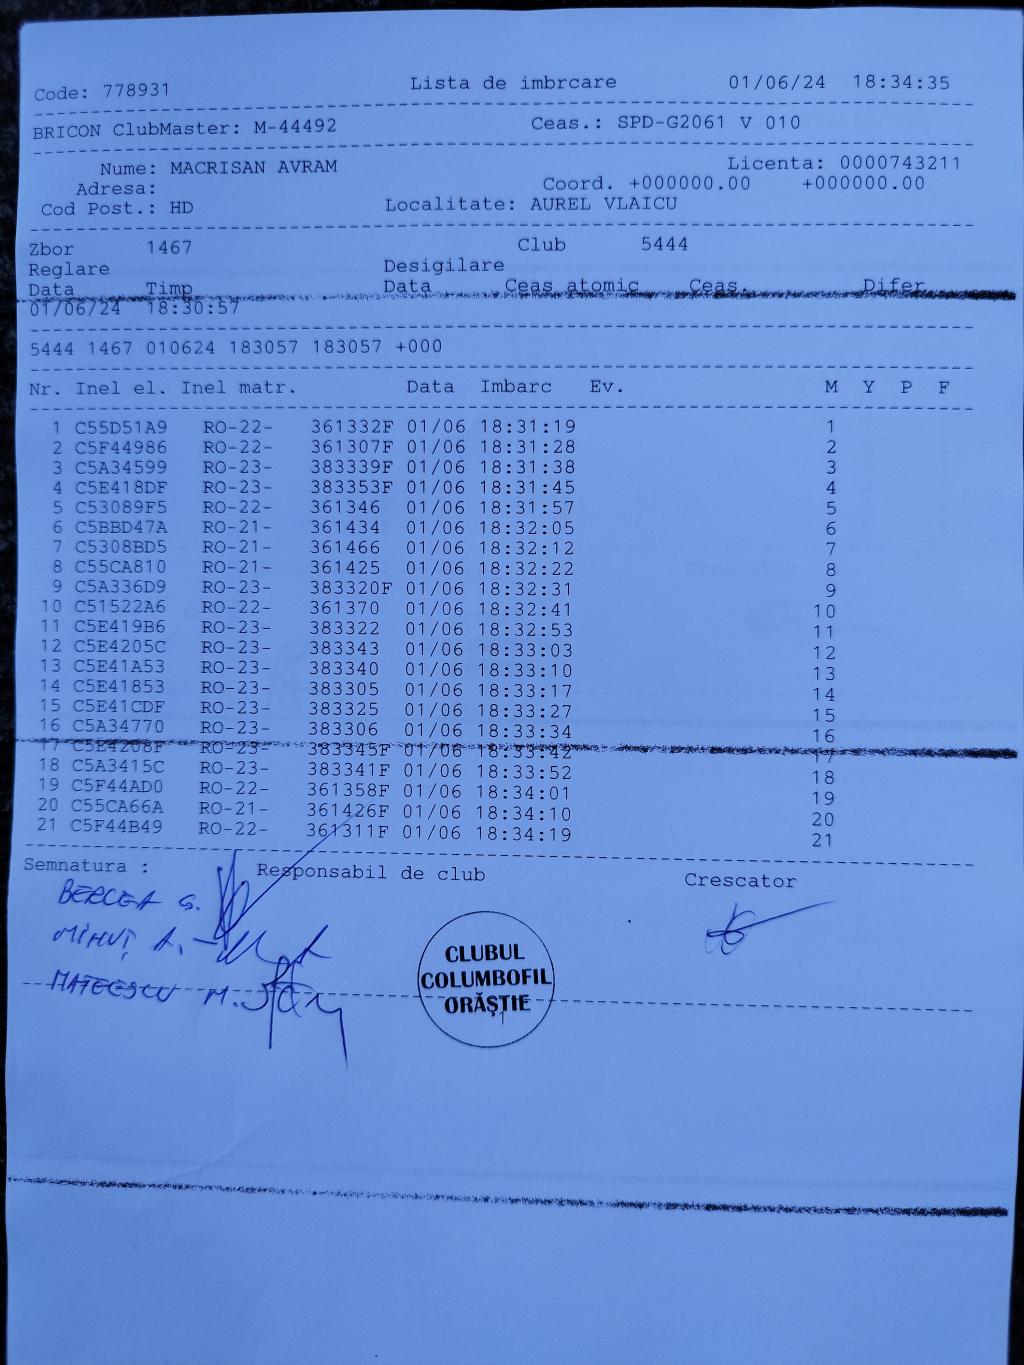 Code: 778931 Lista de imbrcare 01/06/24 18:34:35
BRICON ClubMaster: M-44492 Ceas.: SPD-G2061 V 010
Nume: MACRISAN AVRAM Licenta: 0000743211
Adresa: Coord. +000000.00 +000000.00
Cod Post.: HD Localitate: AUREL VLAICU
Zbor 1467 Club 5444
Reglare Desigilare
Data Timp Data Ceas atomic Ceas. Difer
01/06/24 18:30:57
5444 1467 010624 183057 183057 +000
Nr. Inel el. Inel matr. Data Imbarc Ev. M Y P F
1 C55D51A9 RO-22- 361332F 01/06 18:31:19 1
2 C5F44986 RO-22- 361307F 01/06 18:31:28 2
3 C5A34599 RO-23- 383339F 01/06 18:31:38 3
4 C5E418DF RO-23- 383353F 01/06 18:31:45 4
5 C53089F5 RO-22- 361346 01/06 18:31:57 5
6 C5BBD47A RO-21- 361434 01/06 18:32:05 6
7 C5308BD5 RO-21- 361466 01/06 18:32:12 7
8 C55CA810 RO-21- 361425 01/06 18:32:22 8
9 C5A336D9 RO-23- 383320F 01/06 18:32:31 9
10 C51522A6 RO-22- 361370 01/06 18:32:41 10
11 C5E419B6 RO-23- 383322 01/06 18:32:53 11
12 C5E4205C RO-23- 383343 01/06 18:33:03 12
13 C5E41A53 RO-23- 383340 01/06 18:33:10 13
14 C5E41853 RO-23- 383305 01/06 18:33:17 14
15 C5E41CDF RO-23- 383325 01/06 18:33:27 15
16 C5A34770 RO-23- 383306 01/06 18:33:34 16
17 C5E4208F RO-23- 383345F 01/06 18:33:42 17
18 C5A3415C RO-23- 383341F 01/06 18:33:52 18
19 C5F44AD0 RO-22- 361358F 01/06 18:34:01 19
20 C55CA66A RO-21- 361426F 01/06 18:34:10 20
21 C5F44B49 RO-22- 361311F 01/06 18:34:19 21
Semnatura : Responsabil de club Crescator
BERCEA G.
MIHUȚ A.
MATEESCU M.
CLUBUL
COLUMBOFIL
ORĂȘTIE
1